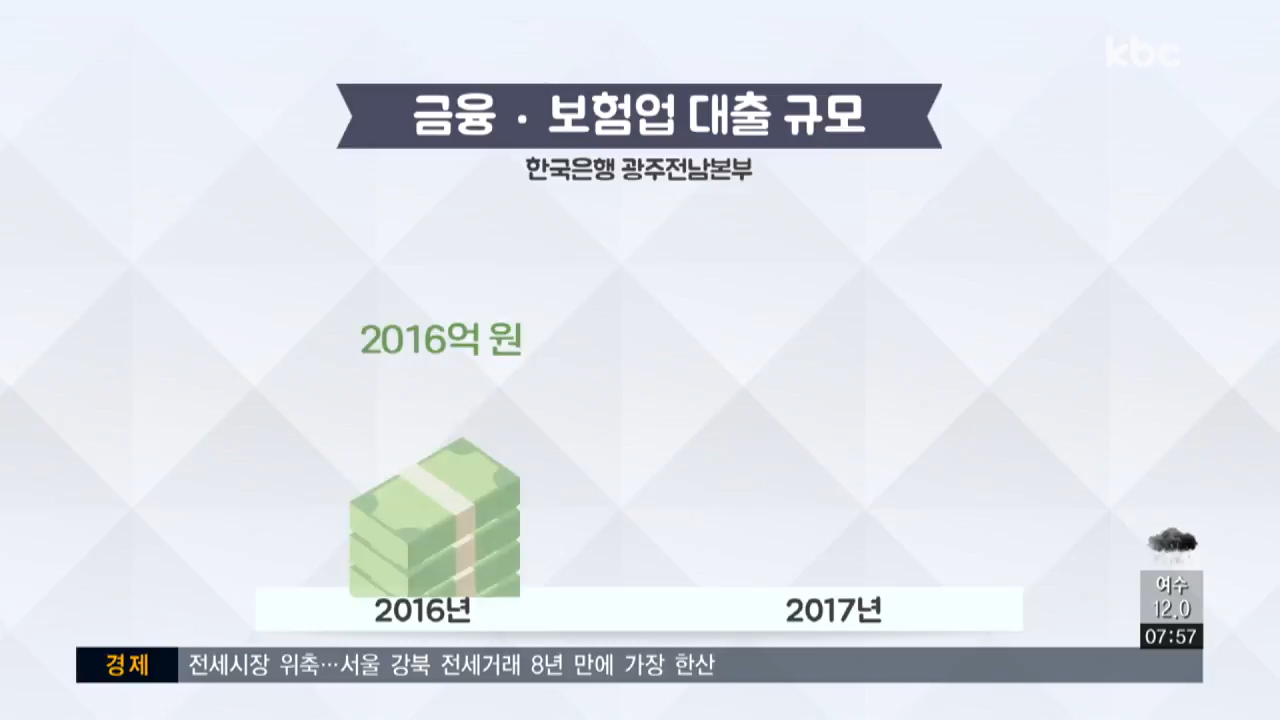 kbc
금융 · 보험업 대출 규모
한국은행 광주전남본부
2016억 원
2016년
2017년
여수
12.0
07:57
경제
전세시장 위축…서울 강북 전세거래 8년 만에 가장 한산